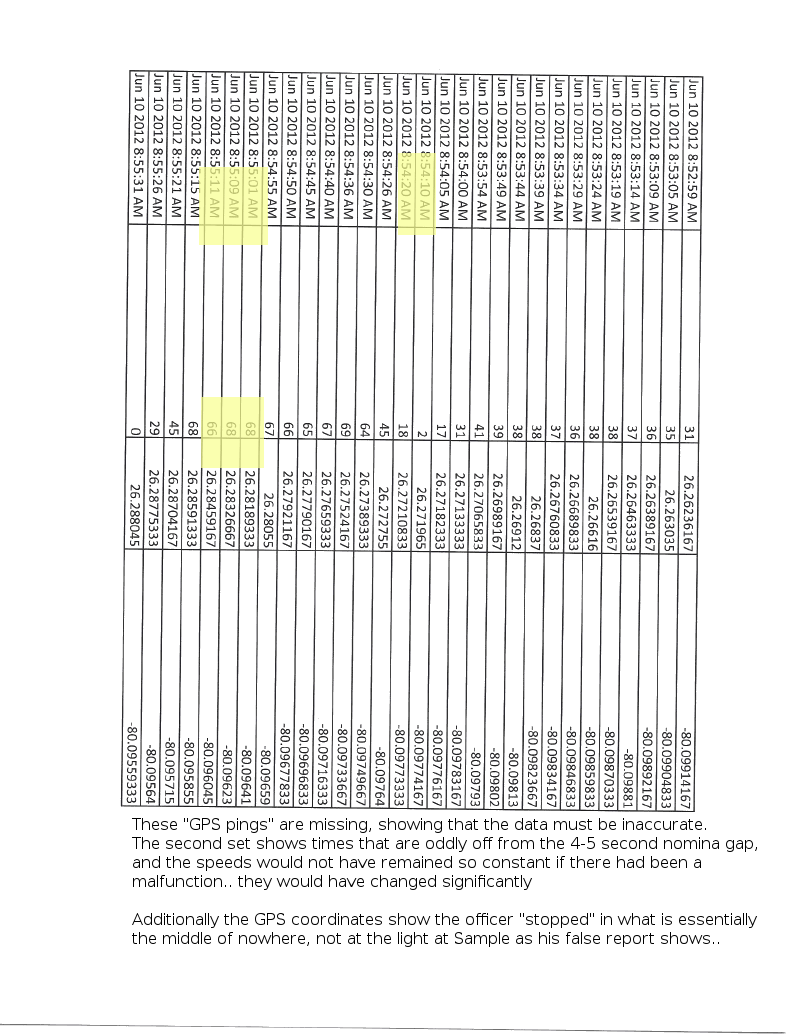 Jun 10 2012 8:52:59 AM 31 26.26236167 -80.09914167
Jun 10 2012 8:53:05 AM 35 26.263035 -80.09904833
Jun 10 2012 8:53:09 AM 36 26.26389167 -80.09892167
Jun 10 2012 8:53:14 AM 37 26.26463333 -80.09881
Jun 10 2012 8:53:19 AM 38 26.26539167 -80.09870333
Jun 10 2012 8:53:24 AM 38 26.26616 -80.09859833
Jun 10 2012 8:53:29 AM 36 26.26689833 -80.09846833
Jun 10 2012 8:53:34 AM 37 26.26760833 -80.09834167
Jun 10 2012 8:53:39 AM 38 26.26837 -80.09823667
Jun 10 2012 8:53:44 AM 38 26.26912 -80.09813
Jun 10 2012 8:53:49 AM 39 26.26989167 -80.09802
Jun 10 2012 8:53:54 AM 41 26.27065833 -80.09793
Jun 10 2012 8:54:00 AM 31 26.27133333 -80.09783167
Jun 10 2012 8:54:05 AM 17 26.27182333 -80.09776167
Jun 10 2012 8:54:10 AM 2 26.271965 -80.09774167
Jun 10 2012 8:54:20 AM 18 26.27210833 -80.09773333
Jun 10 2012 8:54:26 AM 45 26.272755 -80.09764
Jun 10 2012 8:54:30 AM 64 26.27389333 -80.09749667
Jun 10 2012 8:54:36 AM 69 26.27524167 -80.09733667
Jun 10 2012 8:54:40 AM 67 26.27659333 -80.09716333
Jun 10 2012 8:54:45 AM 65 26.27790167 -80.09696833
Jun 10 2012 8:54:50 AM 66 26.27921167 -80.09677833
Jun 10 2012 8:54:55 AM 67 26.28055 -80.09659
Jun 10 2012 8:55:01 AM 68 26.28189333 -80.09641
Jun 10 2012 8:55:09 AM 68 26.28326667 -80.09623
Jun 10 2012 8:55:11 AM 66 26.28459167 -80.096045
Jun 10 2012 8:55:15 AM 68 26.28591333 -80.095855
Jun 10 2012 8:55:21 AM 45 26.28704167 -80.095715
Jun 10 2012 8:55:26 AM 29 26.28775333 -80.09564
Jun 10 2012 8:55:31 AM 0 26.288045 -80.09559333
These "GPS pings" are missing, showing that the data must be inaccurate.
The second set shows times that are oddly off from the 4-5 second nomina gap,
and the speeds would not have remained so constant if there had been a
malfunction.. they would have changed significantly
Additionally the GPS coordinates show the officer "stopped" in what is essentially
the middle of nowhere, not at the light at Sample as his false report shows..